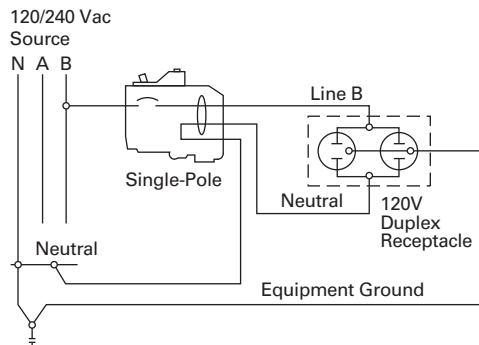 120/240 Vac
Source
N A B
Line B
Single-Pole
Neutral
120V
Duplex
Receptacle
Neutral
Equipment Ground